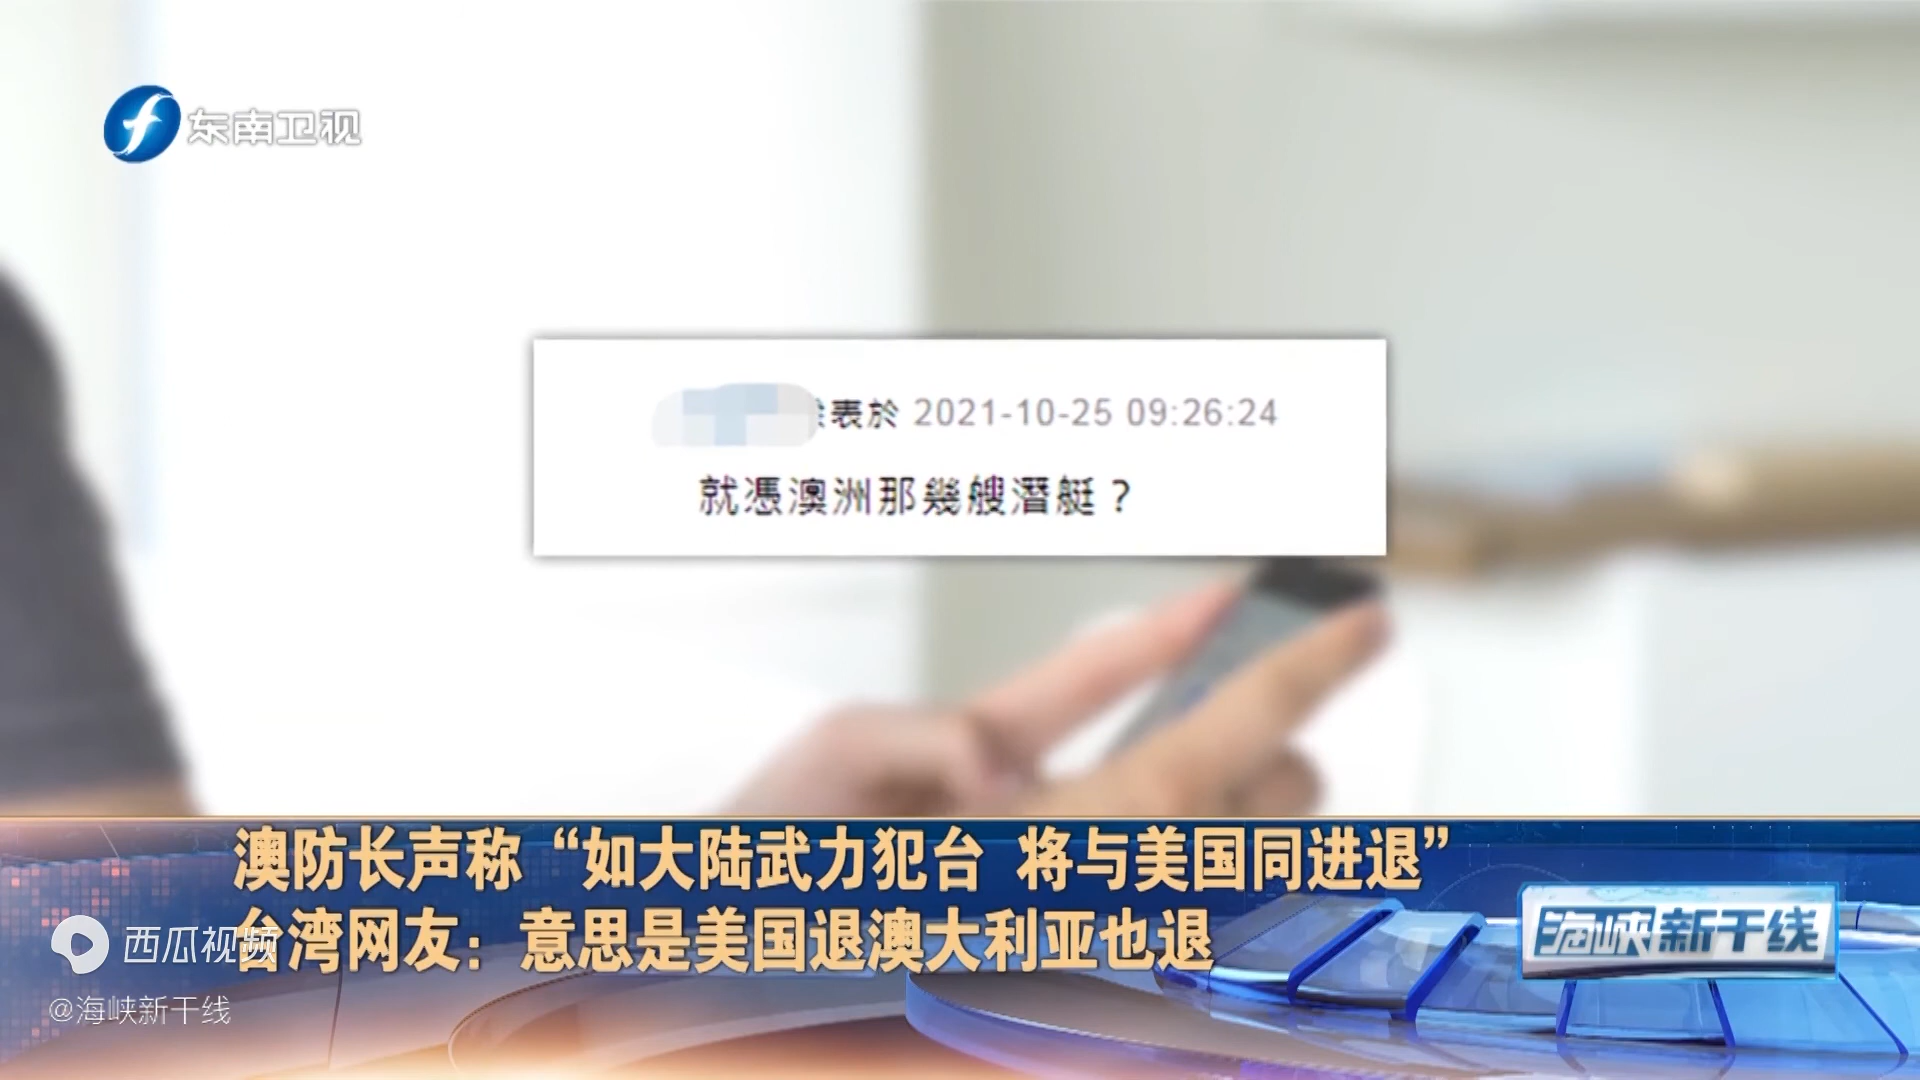 东南卫视
表於 2021-10-25 09:26:24
就憑澳洲那幾艘潛艇？
澳防长声称“如大陆武力犯台 将与美国同进退”
台湾网友：意思是美国退澳大利亚也退
海峡新干线
西瓜视频
@海峡新干线